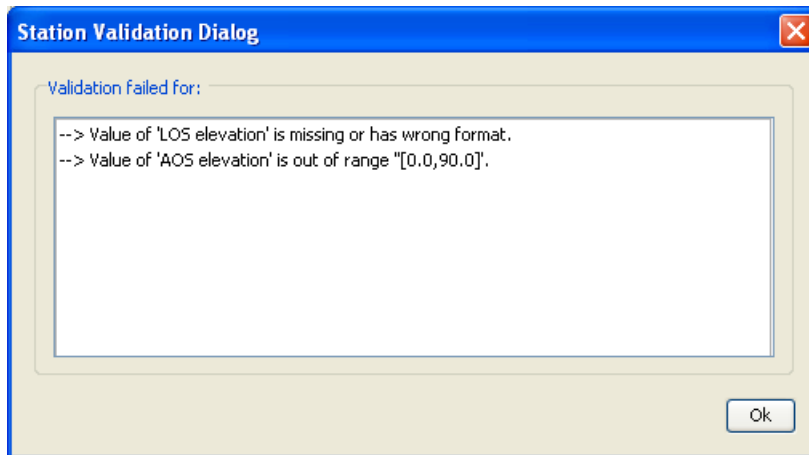 Station Validation Dialog
Validation failed for:
--> Value of 'LOS elevation' is missing or has wrong format.
--> Value of 'AOS elevation' is out of range "[0.0,90.0]'.
Ok